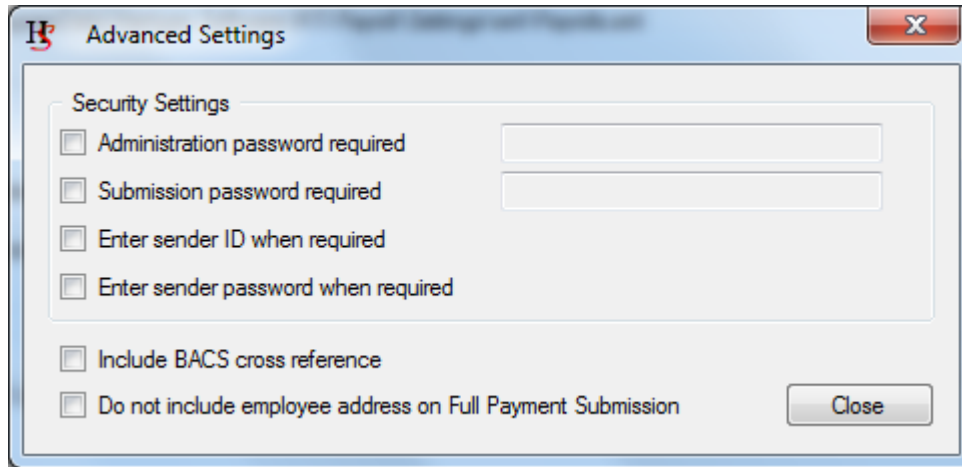 Advanced Settings
Security Settings
Administration password required
Submission password required
Enter sender ID when required
Enter sender password when required
Include BACS cross reference
Do not include employee address on Full Payment Submission
Close